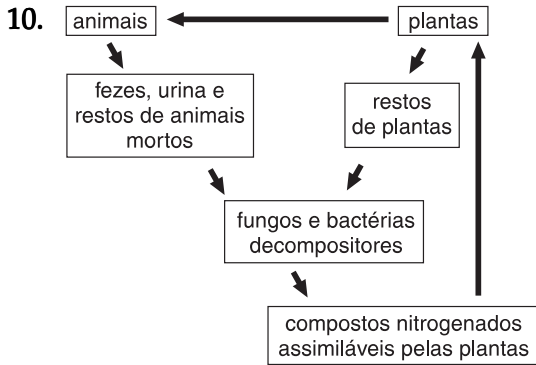 10.
animais
plantas
fezes, urina e
restos de animais
mortos
restos
de plantas
fungos e bactérias
decompositores
compostos nitrogenados
assimiláveis pelas plantas